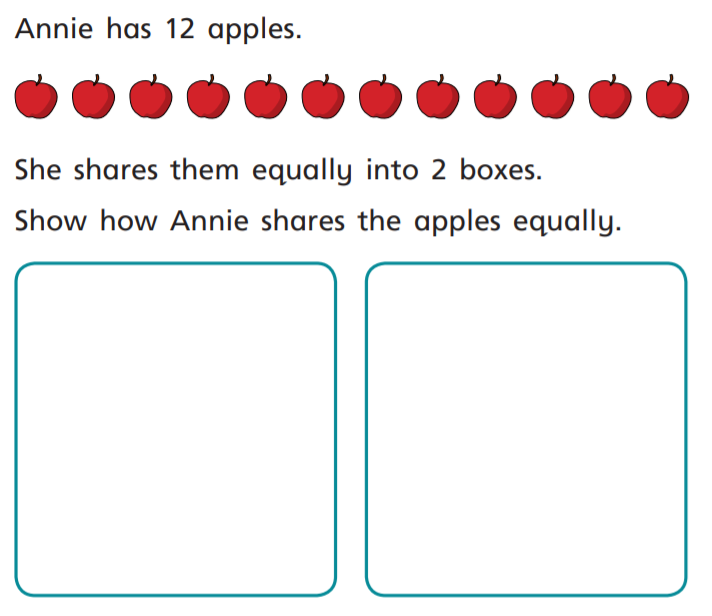 Annie has 12 apples.
She shares them equally into 2 boxes.
Show how Annie shares the apples equally.